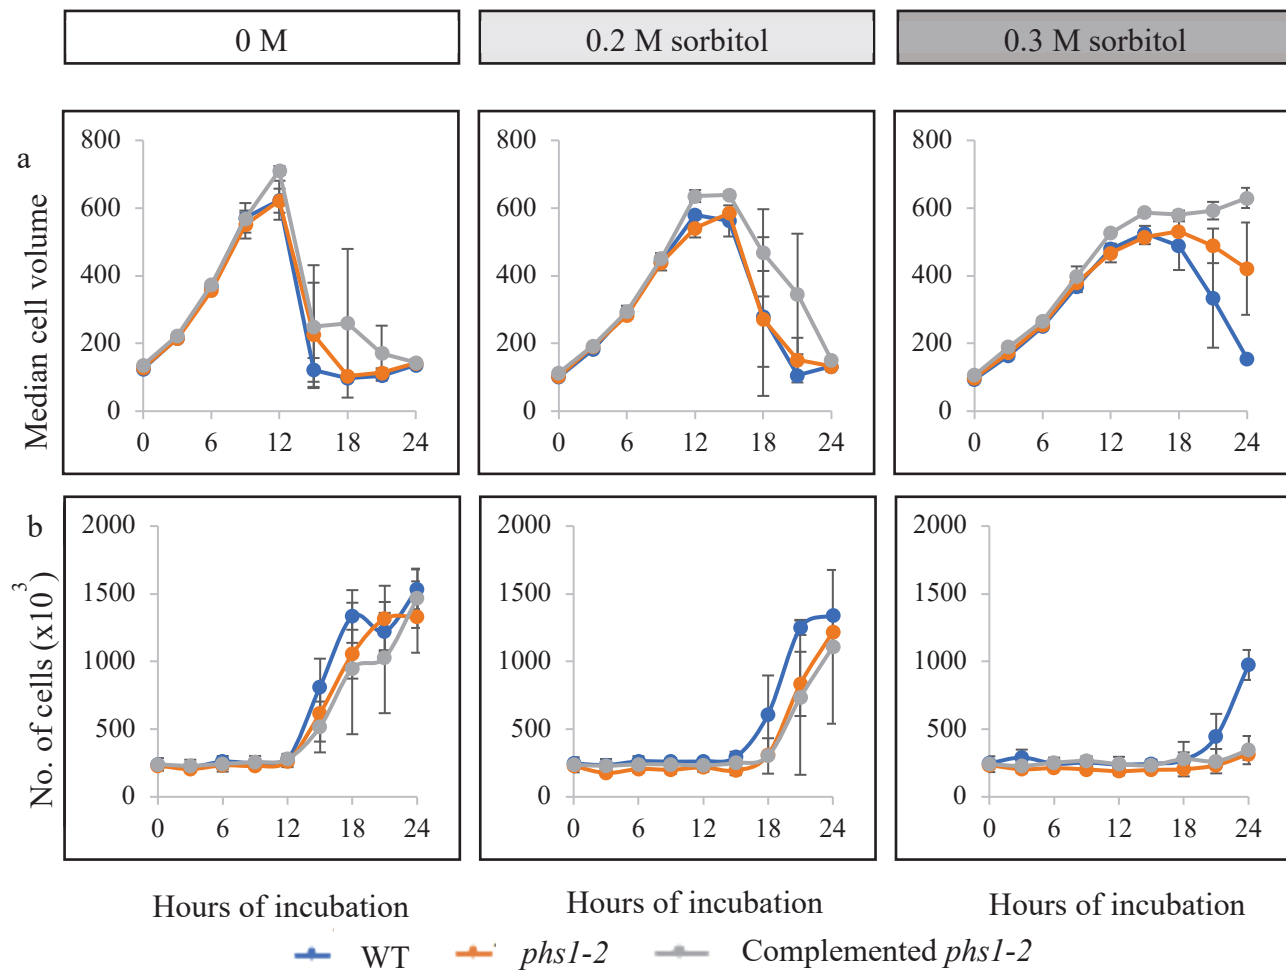 0 M
0.2 M sorbitol
0.3 M sorbitol
a
Median cell volume
800
600
400
200
0
0 6 12 18 24
800
600
400
200
0
0 6 12 18 24
800
600
400
200
0
0 6 12 18 24
b
No. of cells (x10³)
2000
1500
1000
500
0
0 6 12 18 24
2000
1500
1000
500
0
0 6 12 18 24
2000
1500
1000
500
0
0 6 12 18 24
Hours of incubation
Hours of incubation
Hours of incubation
WT phs1-2 Complemented phs1-2